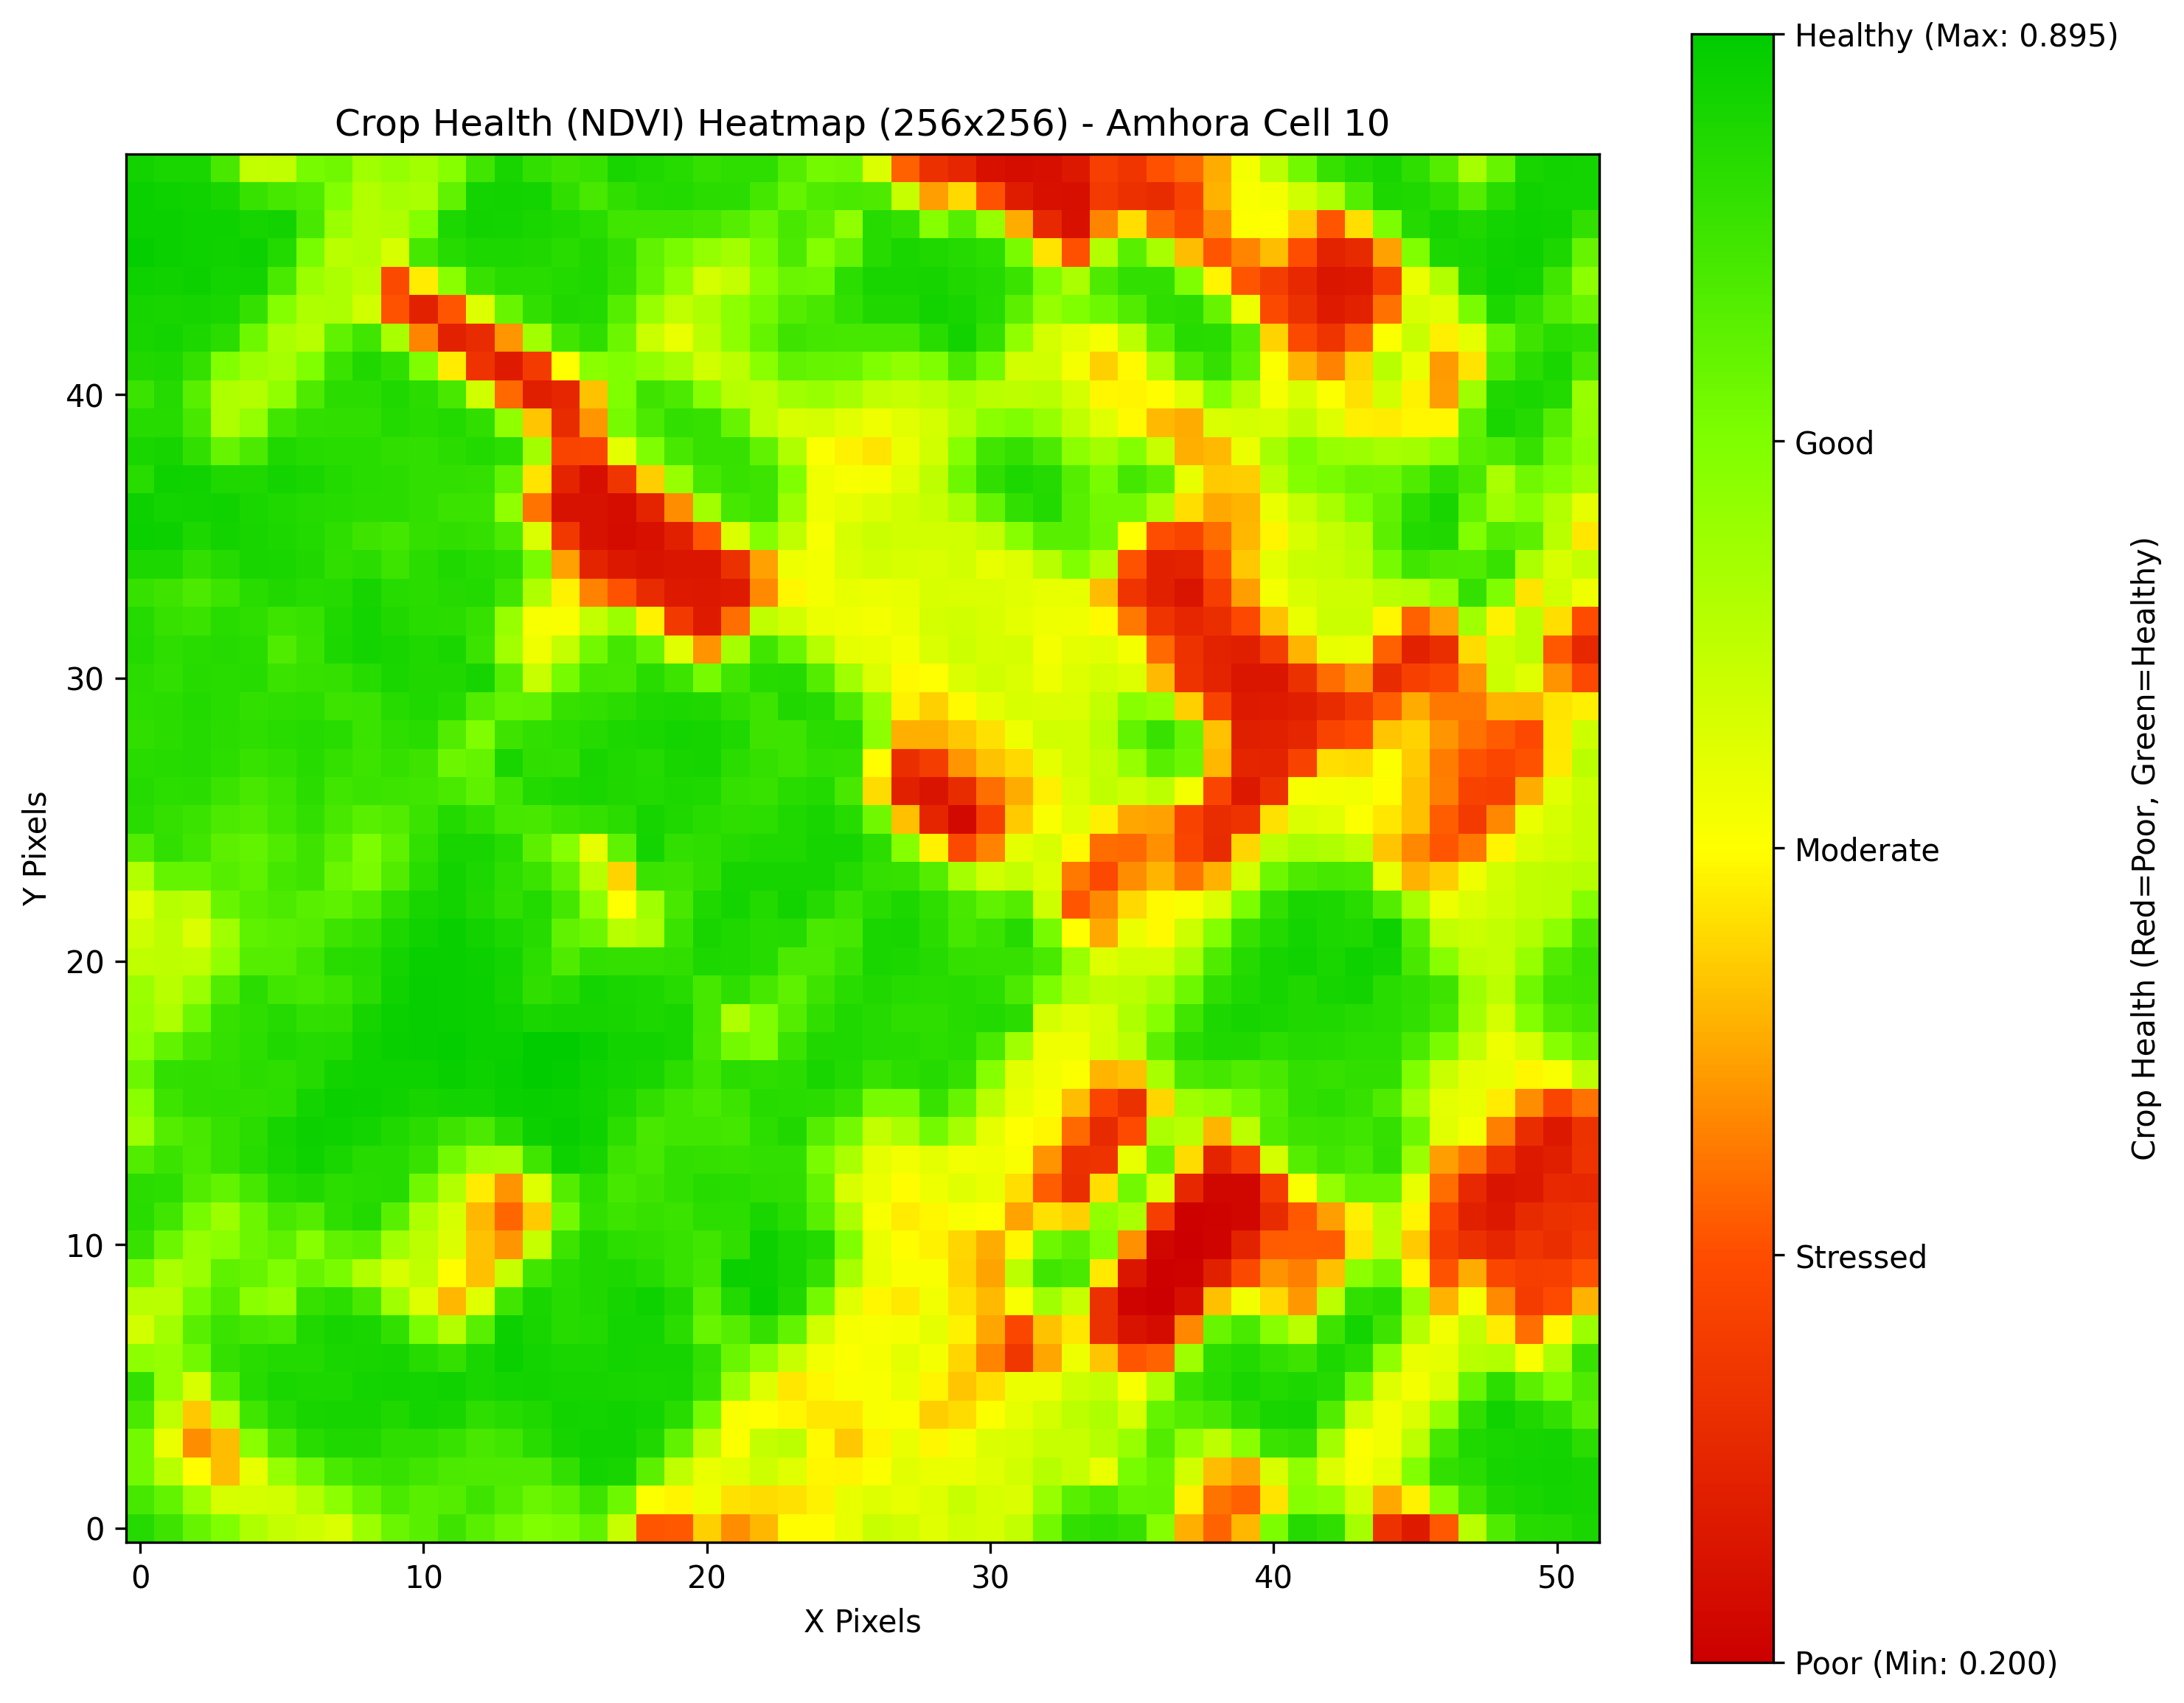 Crop Health (NDVI) Heatmap (256x256) - Amhora Cell 10
Healthy (Max: 0.895)
Good
Moderate
Stressed
Poor (Min: 0.200)
Crop Health (Red=Poor, Green=Healthy)
Y Pixels
40
30
20
10
0
0 10 20 30 40 50
X Pixels